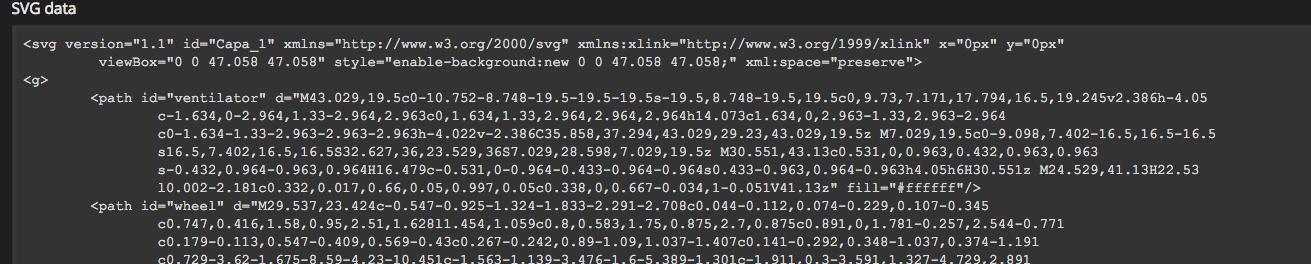 SVG data
<svg version="1.1" id="Capa_1" xmlns="http://www.w3.org/2000/svg" xmlns:xlink="http://www.w3.org/1999/xlink" x="0px" y="0px"
viewBox="0 0 47.058 47.058" style="enable-background:new 0 0 47.058 47.058;" xml:space="preserve">
<g>
<path id="ventilator" d="M43.029,19.5c0-10.752-8.748-19.5-19.5-19.5s-19.5,8.748-19.5,19.5c0,9.73,7.171,17.794,16.5,19.245v2.386h-4.05
c-1.634,0-2.964,1.33-2.964,2.963c0,1.634,1.33,2.964,2.964,2.964h14.073c1.634,0,2.963-1.33,2.963-2.964
c0-1.634-1.33-2.963-2.963-2.963h-4.022v-2.386C35.858,37.294,43.029,29.23,43.029,19.5z M7.029,19.5c0-9.098,7.402-16.5,16.5-16.5
s16.5,7.402,16.5,16.5S32.627,36,23.529,36S7.029,28.598,7.029,19.5z M30.551,43.13c0.531,0,0.963,0.432,0.963,0.963
s-0.432,0.964-0.963,0.964H16.479c-0.531,0-0.964-0.433-0.964-0.964s0.433-0.963,0.964-0.963h4.05h6H30.551z M24.529,41.13H22.53
l0.002-2.181c0.332,0.017,0.66,0.05,0.997,0.05c0.338,0,0.667-0.034,1-0.051V41.13z" fill="#ffffff"/>
<path id="wheel" d="M29.537,23.424c-0.547-0.925-1.324-1.833-2.291-2.708c0.044-0.112,0.074-0.229,0.107-0.345
c0.747,0.416,1.58,0.95,2.51,1.628l1.454,1.059c0.8,0.583,1.75,0.875,2.7,0.875c0.891,0,1.781-0.257,2.544-0.771
c0.179-0.113,0.547-0.409,0.569-0.43c0.267-0.242,0.89-1.09,1.037-1.407c0.141-0.292,0.348-1.037,0.374-1.191
c0.729-3.62-1.675-8.59-4.23-10.451c-1.563-1.139-3.476-1.6-5.389-1.301c-1.911,0.3-3.591,1.327-4.729,2.891